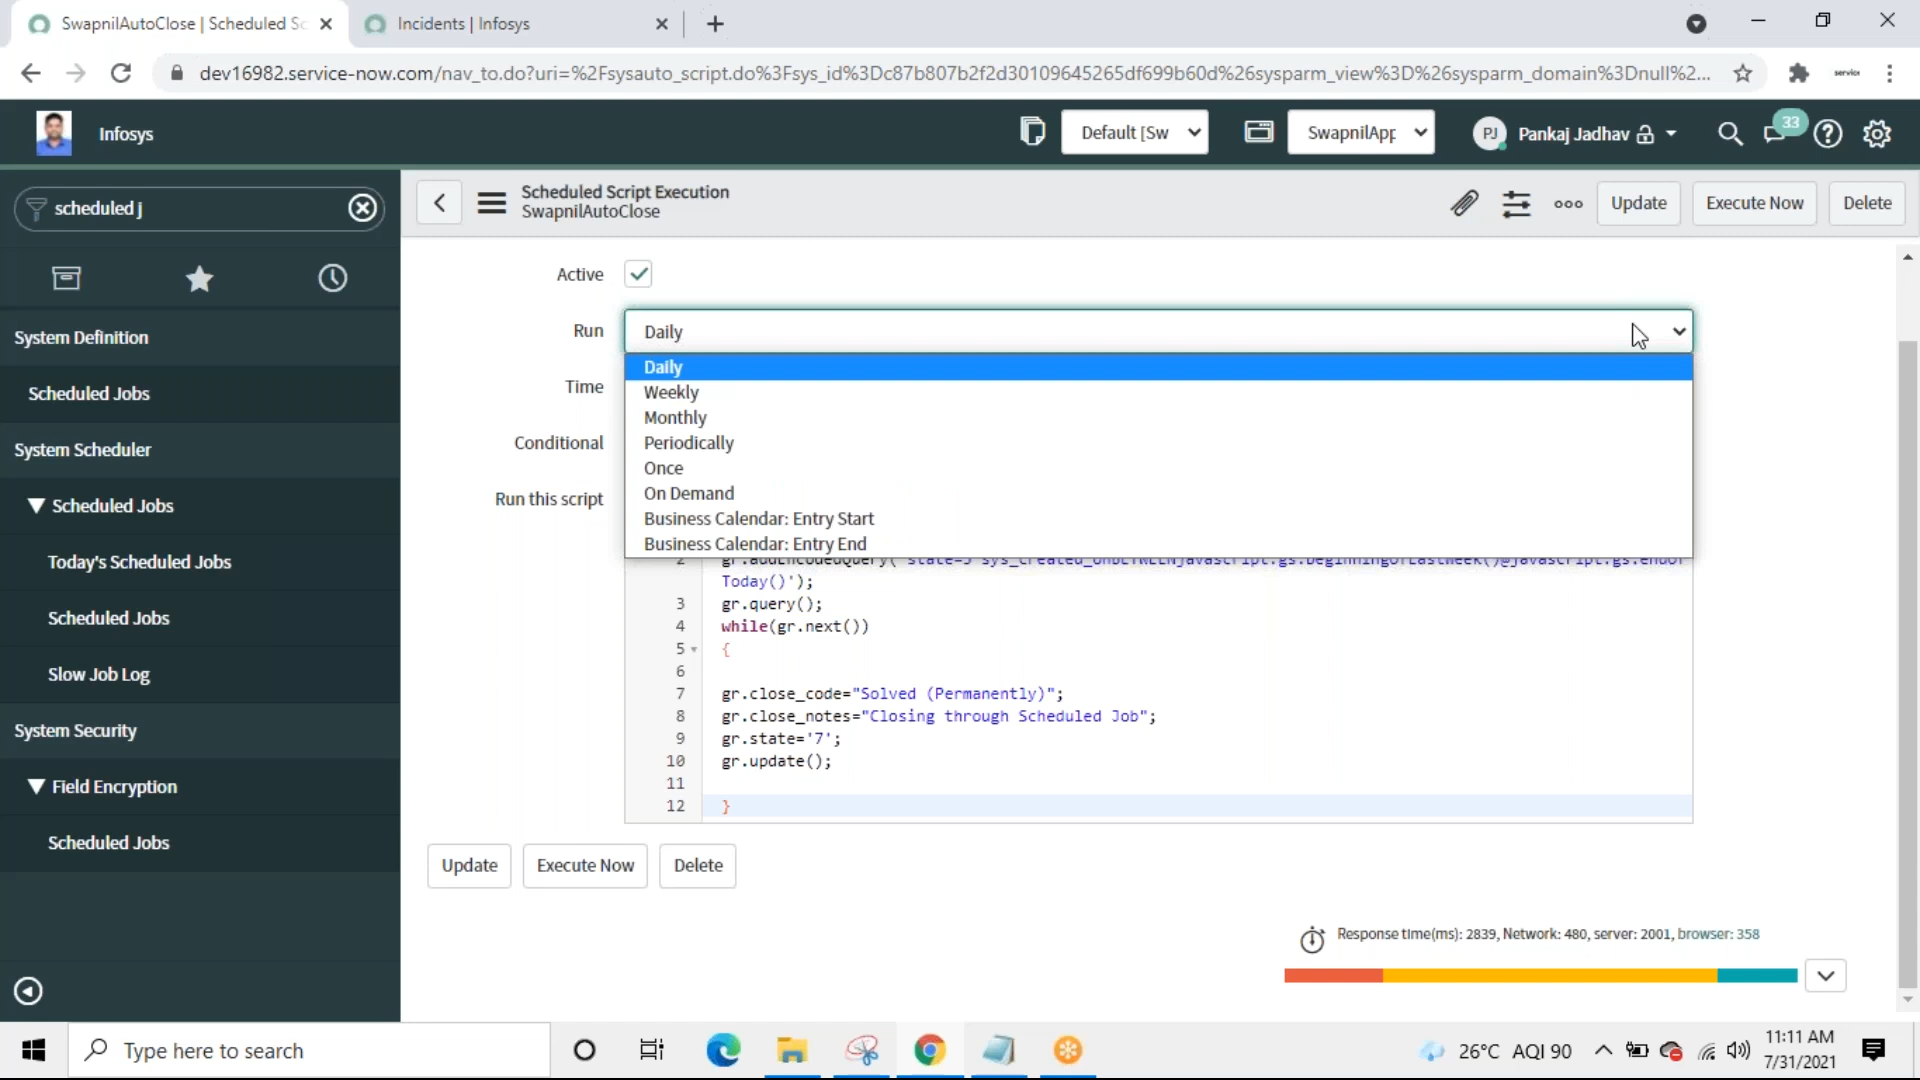 SwapnilAutoClose | Scheduled Sc
Incidents | Infosys
dev16982.service-now.com/nav_to.do?uri=%2Fsysauto_script.do%3Fsys_id%3Dc87b807b2f2d30109645265df699b60d%26sysparm_view%3D%26sysparm_domain%3Dnull%2...
service
Infosys
Default [Sw
SwapnilApp
PJ
Pankaj Jadhav
33
scheduled j
Scheduled Script Execution
SwapnilAutoClose
Update
Execute Now
Delete
System Definition
Scheduled Jobs
System Scheduler
Scheduled Jobs
Today's Scheduled Jobs
Scheduled Jobs
Slow Job Log
System Security
Field Encryption
Scheduled Jobs
Active
Run
Daily
Time
Conditional
Run this script
Daily
Weekly
Monthly
Periodically
Once
On Demand
Business Calendar: Entry Start
Business Calendar: Entry End
Today()');
3 gr.query();
4 while(gr.next())
5 {
6
7 gr.close_code="Solved (Permanently)";
8 gr.close_notes="Closing through Scheduled Job";
9 gr.state='7';
10 gr.update();
11
12 }
Update
Execute Now
Delete
Response time(ms): 2839, Network: 480, server: 2001, browser: 358
Type here to search
26°C AQI 90
11:11 AM
7/31/2021